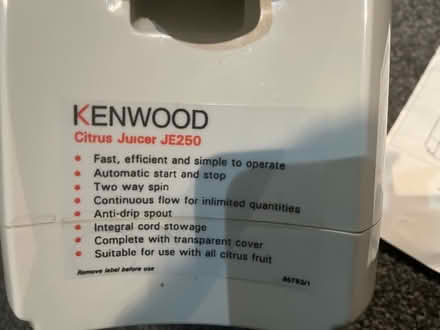 KENWOOD
Citrus Juicer JE250
• Fast, efficient and simple to operate
• Automatic start and stop
• Two way spin
• Continuous flow for inlimited quantities
• Anti-drip spout
• Integral cord stowage
• Complete with transparent cover
• Suitable for use with all citrus fruit
Remove label before use